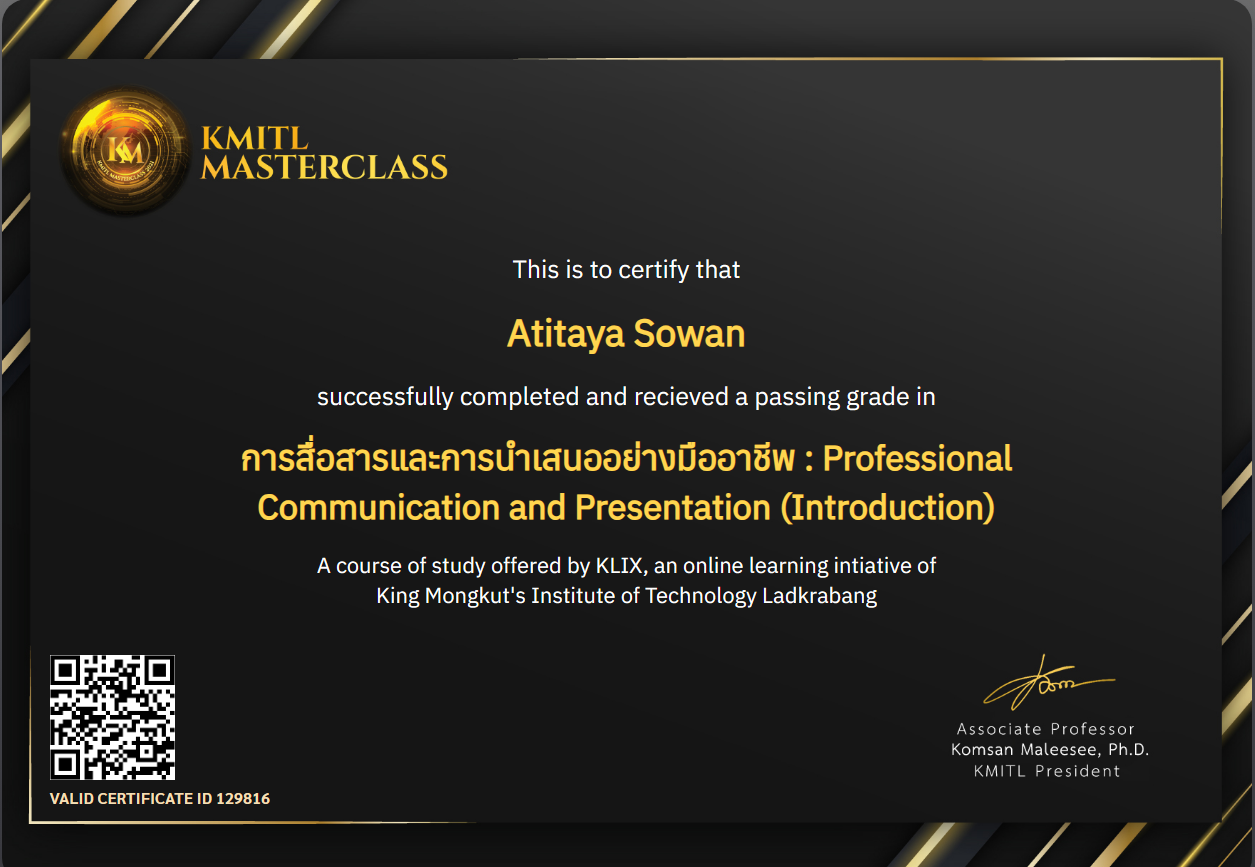 KM
KMITL MASTERCLASS 2021
KMITL
MASTERCLASS
This is to certify that
Atitaya Sowan
successfully completed and recieved a passing grade in
การสื่อสารและการนำเสนออย่างมืออาชีพ : Professional
Communication and Presentation (Introduction)
A course of study offered by KLIX, an online learning intiative of
King Mongkut's Institute of Technology Ladkrabang
Associate Professor
Komsan Maleesee, Ph.D.
KMITL President
VALID CERTIFICATE ID 129816